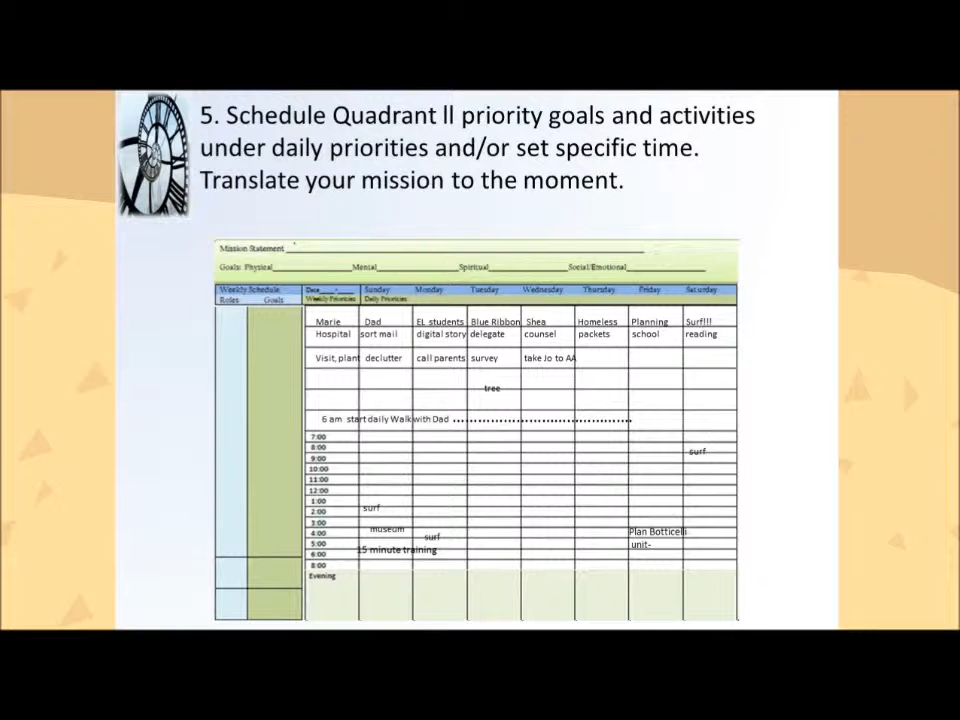 5. Schedule Quadrant ll priority goals and activities
under daily priorities and/or set specific time.
Translate your mission to the moment.
Mission Statement
Goals: Physical Mental Spiritual Social/Emotional
Weekly Schedule Date Sunday Monday Tuesday Wednesday Thursday Friday Saturday
Roles Goals Weekly Priorities Daily Priorities
Marie Dad EL students Blue Ribbon Shea Homeless Planning Surf!!!
Hospital sort mail digital story delegate counsel packets school reading
Visit, plant declutter call parents survey take Jo to AA
tree
6 am start daily Walk with Dad ......................................
7:00
8:00
surf
9:00
10:00
11:00
12:00
1:00
surf
2:00
3:00
museum
4:00 Plan Botticelli
surf
5:00 unit-
15 minute training
6:00
8:00
Evening